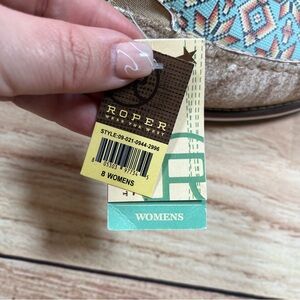 ROPER
WEAR THE WEST
STYLE:09-021-0944-2996
8 WOMENS
WOMENS